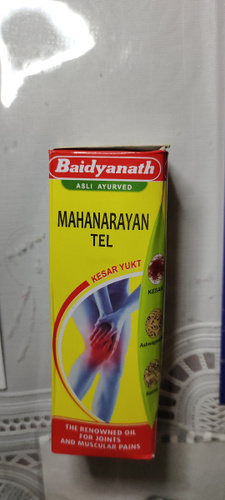 Baidyanath
ASLI AYURVED
MAHANARAYAN
TEL
KESAR YUKT
THE RENOWNED OIL
FOR JOINTS
AND MUSCULAR PAINS